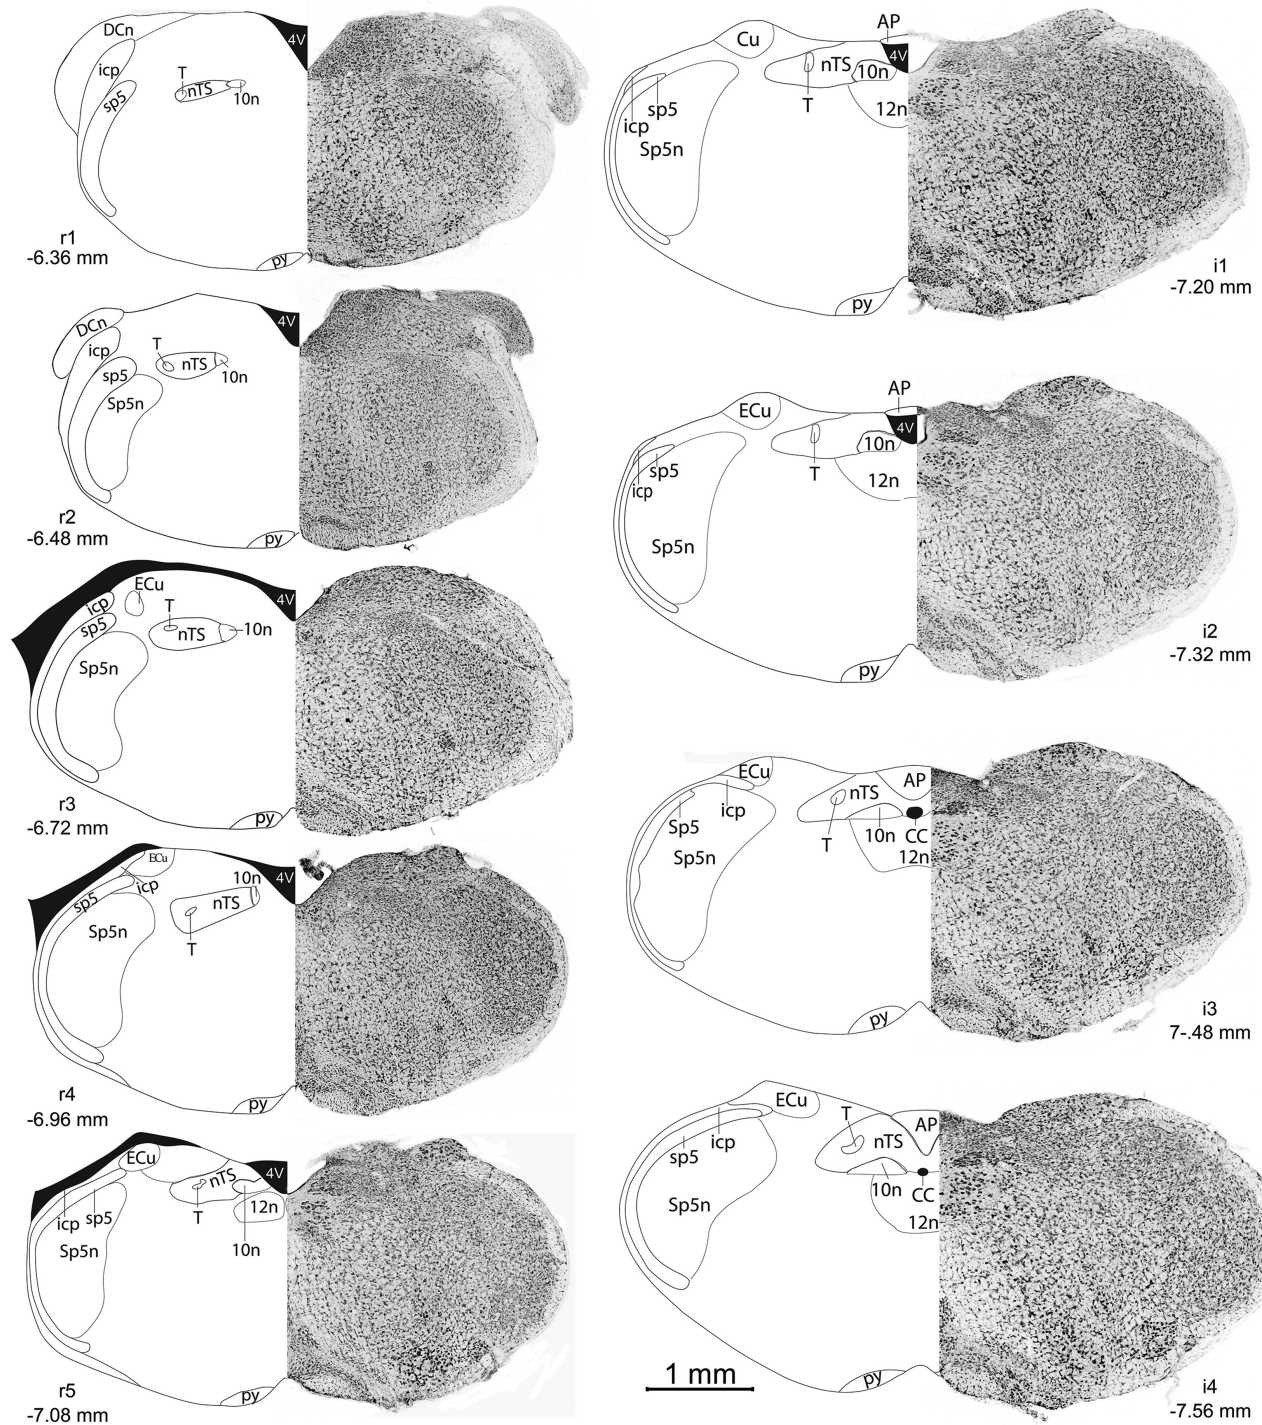 DCn
4V
icp
T
nTS
sp5
10n
r1
-6.36 mm
py
DCn
4V
icp
T
nTS
sp5
10n
Sp5n
r2
-6.48 mm
py
ECu
icp
T
4V
sp5
nTS
10n
Sp5n
r3
-6.72 mm
py
ECu
10n
4V
icp
sp5
nTS
Sp5n
T
r4
-6.96 mm
py
ECu
nTS
4V
icp
sp5
T
12n
Sp5n
10n
r5
-7.08 mm
py
AP
Cu
4V
nTS
10n
T
sp5
12n
icp
Sp5n
i1
-7.20 mm
py
AP
ECu
4V
10n
sp5
T
icp
12n
Sp5n
i2
-7.32 mm
py
ECu
AP
nTS
icp
Sp5
10n
CC
T
Sp5n
12n
i3
7-.48 mm
py
ECu
T
AP
nTS
icp
sp5
10n
CC
Sp5n
12n
1 mm
py
i4
-7.56 mm